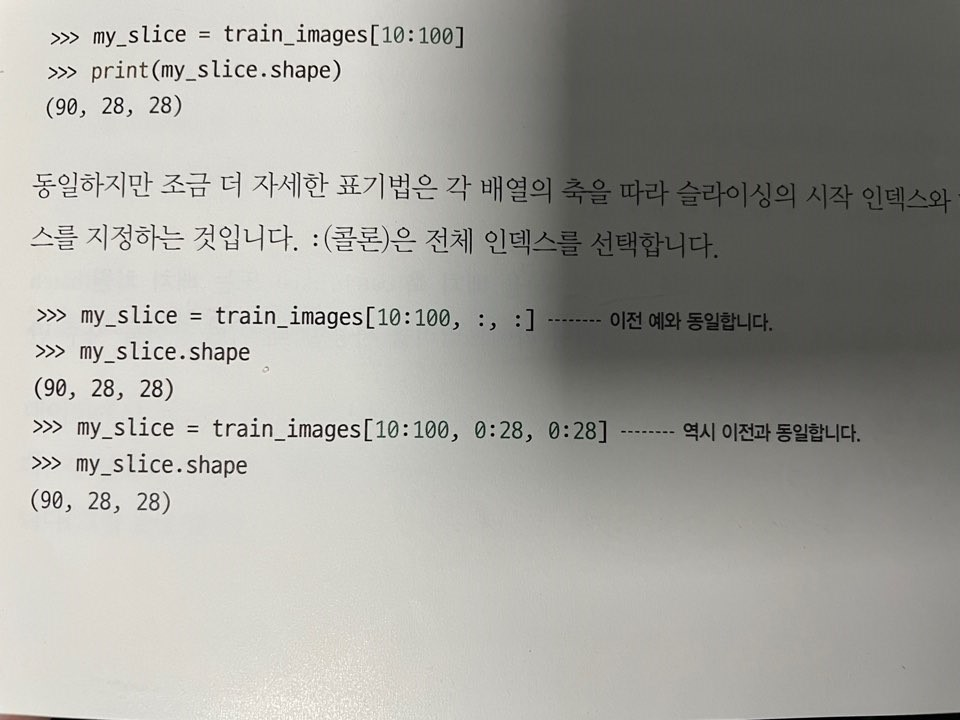 >>> my_slice = train_images[10:100]
>>> print(my_slice.shape)
(90, 28, 28)
동일하지만 조금 더 자세한 표기법은 각 배열의 축을 따라 슬라이싱의 시작 인덱스와
스를 지정하는 것입니다. :(콜론)은 전체 인덱스를 선택합니다.
>>> my_slice = train_images[10:100, :, :] -------- 이전 예와 동일합니다.
>>> my_slice.shape
(90, 28, 28)
>>> my_slice = train_images[10:100, 0:28, 0:28] -------- 역시 이전과 동일합니다.
>>> my_slice.shape
(90, 28, 28)